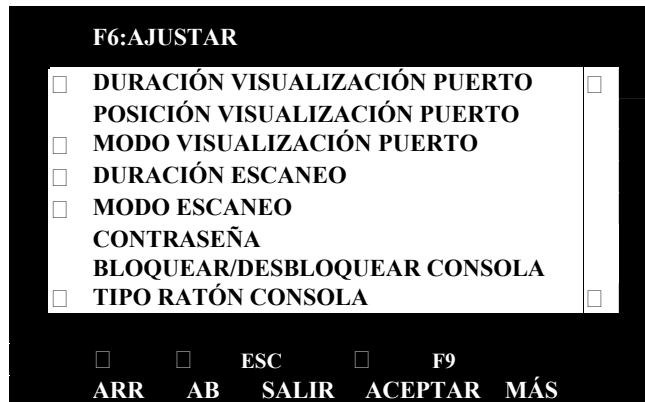 F6:AJUSTAR
DURACIÓN VISUALIZACIÓN PUERTO
POSICIÓN VISUALIZACIÓN PUERTO
MODO VISUALIZACIÓN PUERTO
DURACIÓN ESCANEO
MODO ESCANEO
CONTRASEÑA
BLOQUEAR/DESBLOQUEAR CONSOLA
TIPO RATÓN CONSOLA
ESC F9
ARR AB SALIR ACEPTAR MÁS